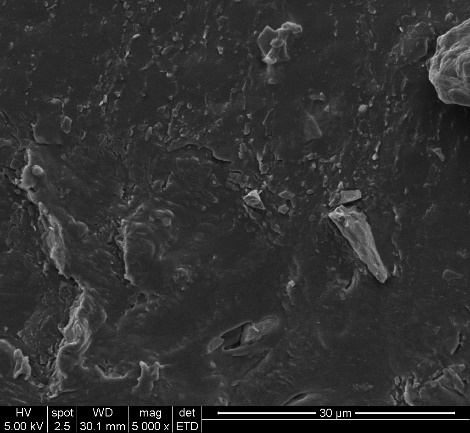 HV spot WD mag det
5.00 kV 2.5 30.1 mm 5 000 x ETD 30 µm